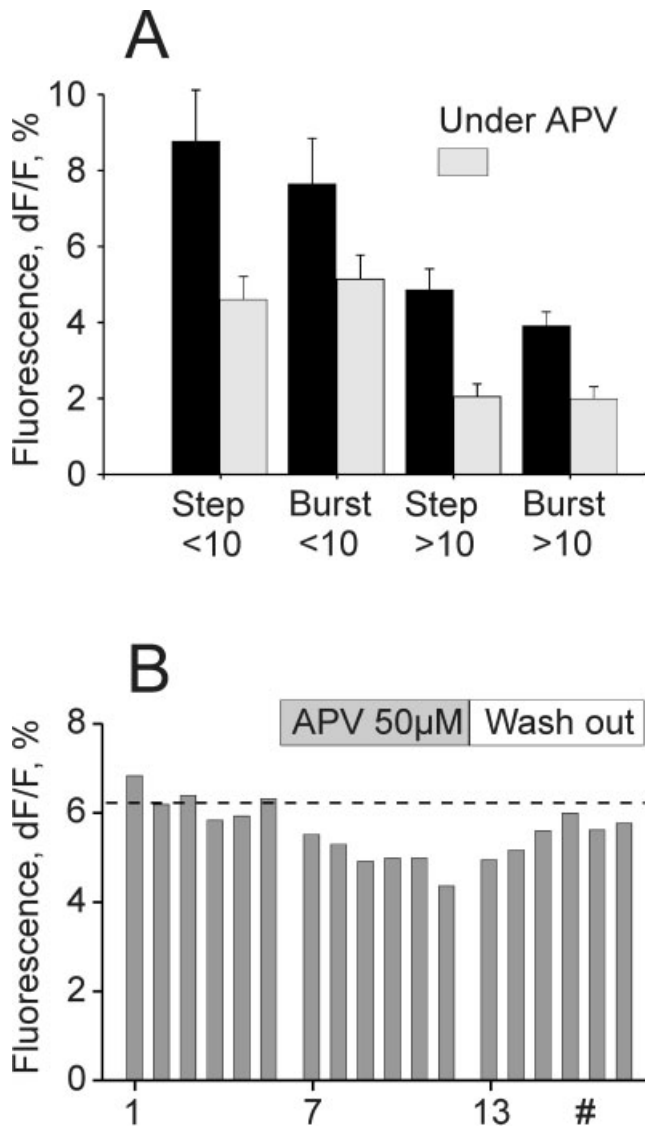 A
Fluorescence, dF/F, %
10
8
6
4
2
0
Under APV
Step Burst Step Burst
<10 <10 >10 >10
B
Fluorescence, dF/F, %
8
6
4
2
0
APV 50µM Wash out
1 7 13 #